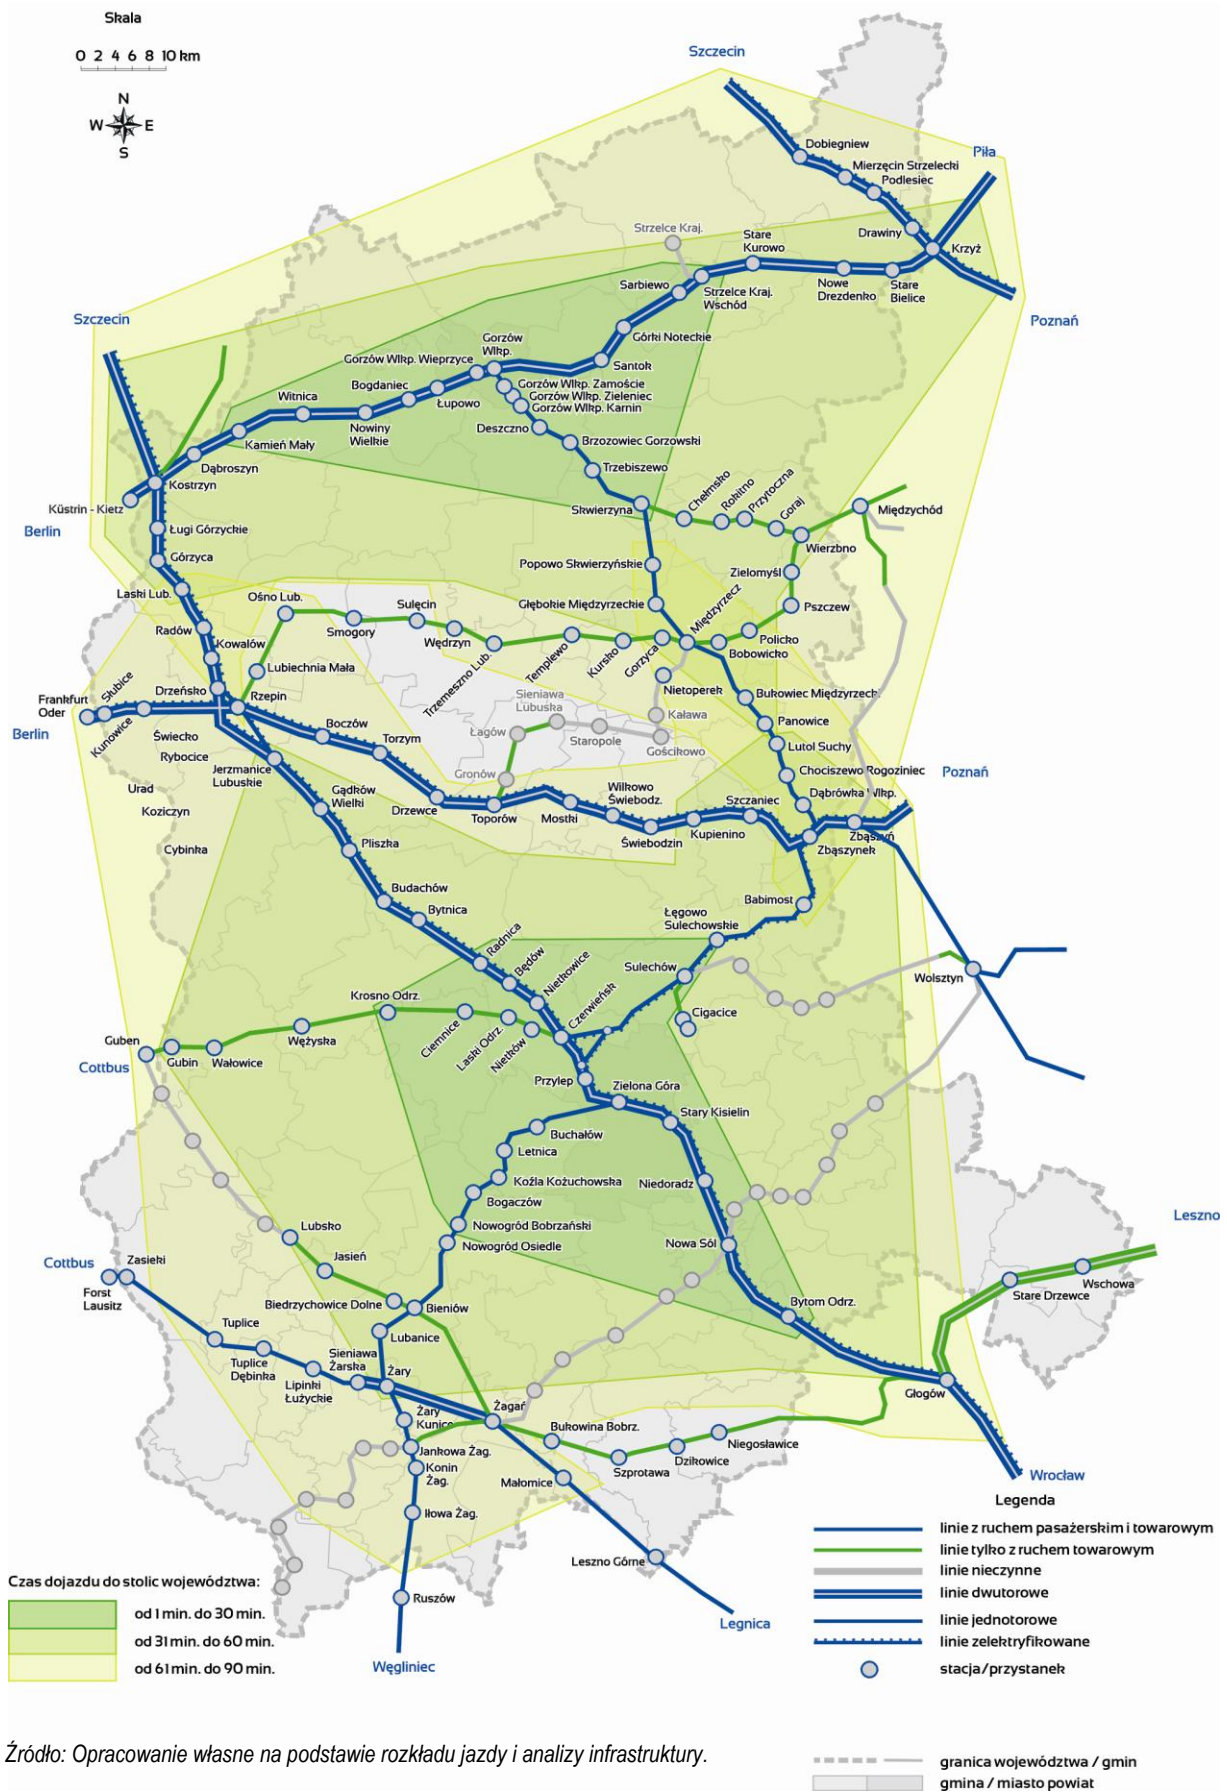 Skala
0 2 4 6 8 10 km
N
W E
S
Szczecin
Dobiegniew
Mierzęcin Strzelecki
Podlesiec
Piła
Strzelce Kraj.
Stare
Kurowo
Drawiny
Krzyż
Sarbiewo
Strzelce Kraj.
Wschód
Nowe
Drezdenko
Stare
Bielice
Szczecin
Poznań
Gorzów
Wlkp.
Górki Noteckie
Gorzów Wlkp. Wieprzyce
Santok
Bogdaniec
Gorzów Wlkp. Zamoście
Witnica
Gorzów Wlkp. Zieleniec
Łupowo
Gorzów Wlkp. Karnin
Nowiny
Wielkie
Deszczno
Kamień Mały
Brzozowiec Gorzowski
Dąbroszyn
Trzebiszewo
Kostrzyn
Chełmsko
Rokitno
Przytoczna
Goraj
Küstrin - Kietz
Skwierzyna
Międzychód
Berlin
Ługi Górzyckie
Wierzbno
Górzyca
Popowo Skwierzyńskie
Zielomyśl
Laski Lub.
Ośno Lub.
Sulęcin
Głębokie Międzyrzeckie
Międzyrzecz
Pszczew
Radów
Smogory
Wędrzyn
Policko
Kowalów
Trzemeszno Lub.
Templewo
Kursko
Gorzyca
Bobowicko
Lubiechnia Mała
Nietoperek
Frankfurt
Oder
Słubice
Kunowice
Drzeńsko
Rzepin
Sieniawa
Lubuska
Bukowiec Międzyrzeck
Kaława
Berlin
Świecko
Boczów
Łagów
Staropole
Gościkowo
Panowice
Rybocice
Torzym
Lutol Suchy
Jerzmanice
Lubuskie
Gronów
Chociszewo Rogoziniec
Poznań
Urad
Gądków
Wielki
Wilkowo
Świebodz.
Szczaniec
Dąbrówka Wlkp.
Koziczyn
Drzewce
Toporów
Mostki
Świebodzin
Kupienino
Zbąszyń
Cybinka
Pliszka
Zbąszynek
Budachów
Babimost
Bytnica
Łęgowo
Sulechowskie
Radnica
Będów
Nietkowice
Sulechów
Wolsztyn
Krosno Odrz.
Czerwieńsk
Ciemnice
Laski Odrz.
Nietków
Cigacice
Guben
Wężyska
Gubin
Wałowice
Cottbus
Przylep
Zielona Góra
Stary Kisielin
Buchałów
Letnica
Koźla Kożuchowska
Niedoradz
Bogaczów
Nowogród Bobrzański
Leszno
Lubsko
Nowogród Osiedle
Nowa Sól
Cottbus
Zasieki
Jasień
Wschowa
Forst
Lausitz
Stare Drzewce
Biedrzychowice Dolne
Bieniów
Bytom Odrz.
Tuplice
Lubanice
Tuplice
Dębinka
Sieniawa
Żarska
Żary
Lipinki
Łużyckie
Głogów
Żary
Kunice
Żagań
Bukowina Bobrz.
Niegosławice
Jankowa Żag.
Konin
Żag.
Szprotawa
Dzikowice
Małomice
Wrocław
Iłowa Żag.
Leszno Górne
Ruszów
Legnica
Węgliniec
Legenda
linie z ruchem pasażerskim i towarowym
linie tylko z ruchem towarowym
linie nieczynne
linie dwutorowe
linie jednotorowe
linie zelektryfikowane
stacja/przystanek
Czas dojazdu do stolic województwa:
od 1 min. do 30 min.
od 31 min. do 60 min.
od 61 min. do 90 min.
Źródło: Opracowanie własne na podstawie rozkładu jazdy i analizy infrastruktury.
granica województwa / gmin
gmina / miasto powiat